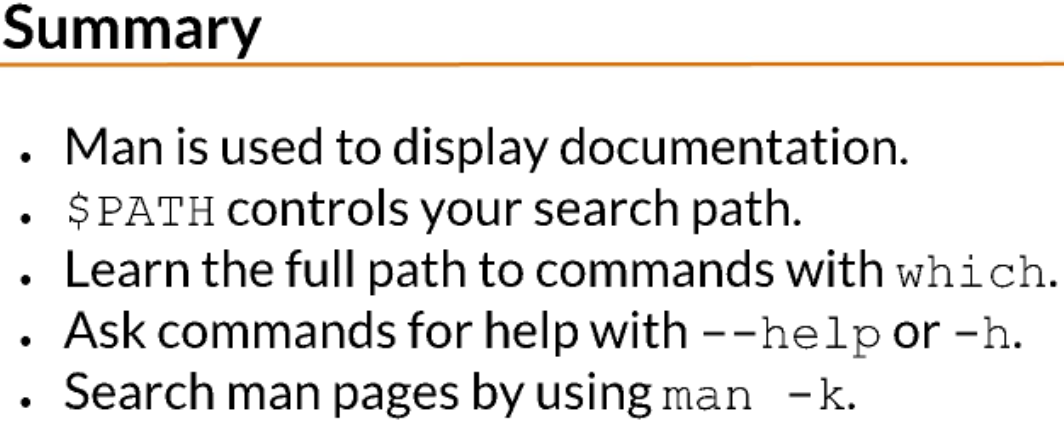 Summary
• Man is used to display documentation.
• $PATH controls your search path.
• Learn the full path to commands with which.
• Ask commands for help with --help or -h.
• Search man pages by using man -k.